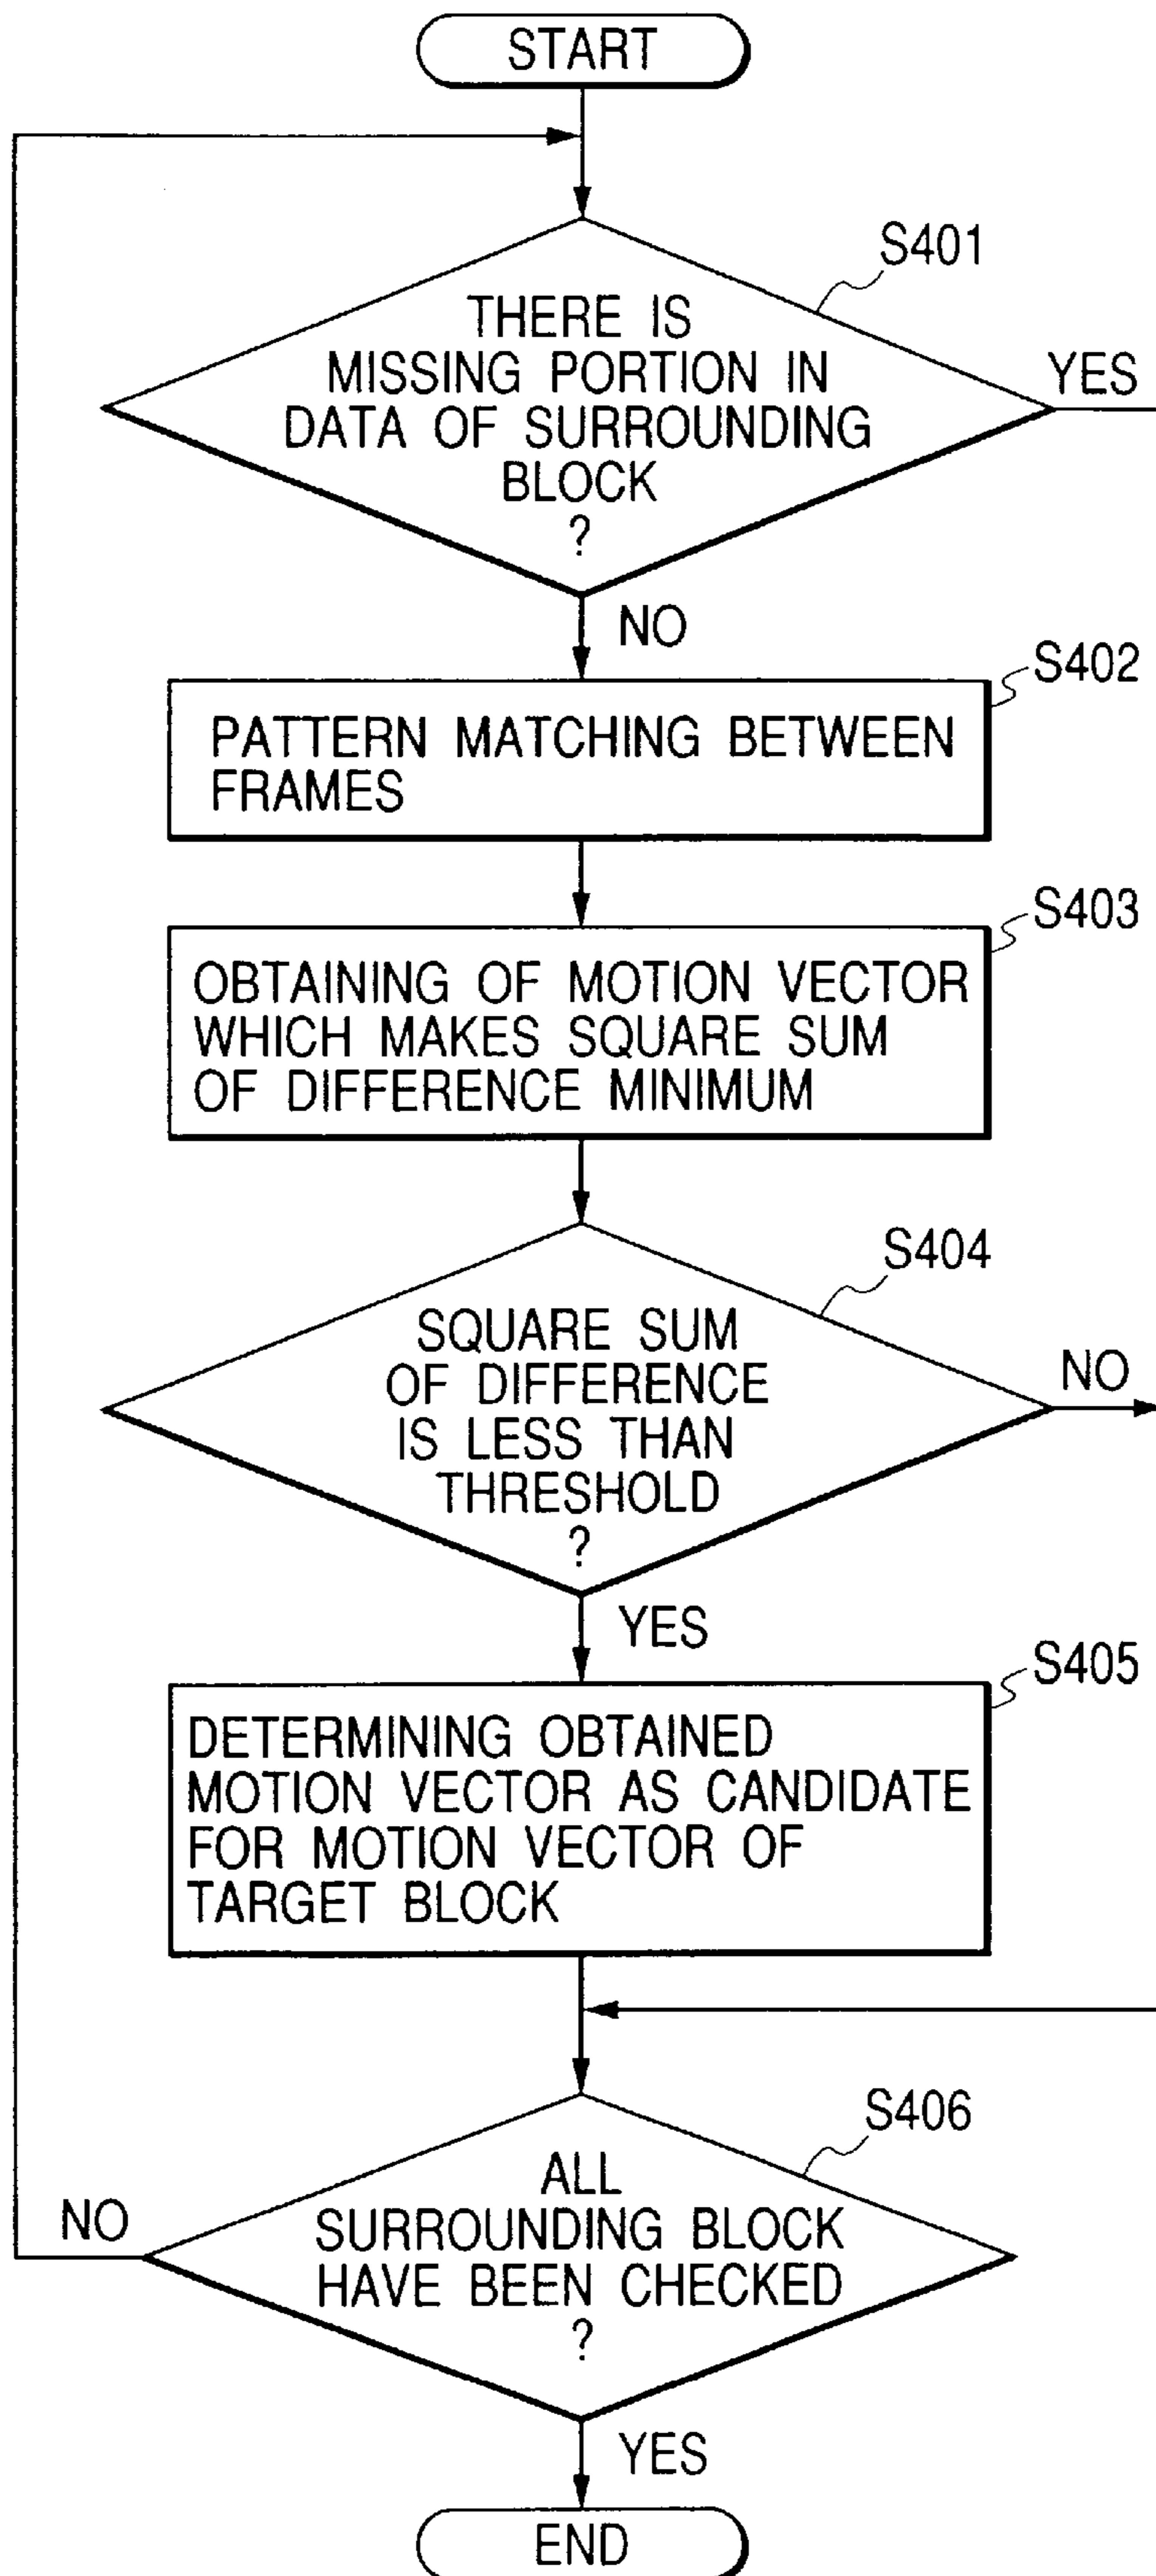 START
S401
THERE IS
MISSING PORTION IN
DATA OF SURROUNDING
BLOCK
?
YES
NO
S402
PATTERN MATCHING BETWEEN
FRAMES
S403
OBTAINING OF MOTION VECTOR
WHICH MAKES SQUARE SUM
OF DIFFERENCE MINIMUM
S404
SQUARE SUM
OF DIFFERENCE
IS LESS THAN
THRESHOLD
?
NO
YES
S405
DETERMINING OBTAINED
MOTION VECTOR AS CANDIDATE
FOR MOTION VECTOR OF
TARGET BLOCK
S406
ALL
SURROUNDING BLOCK
HAVE BEEN CHECKED
?
NO
YES
END